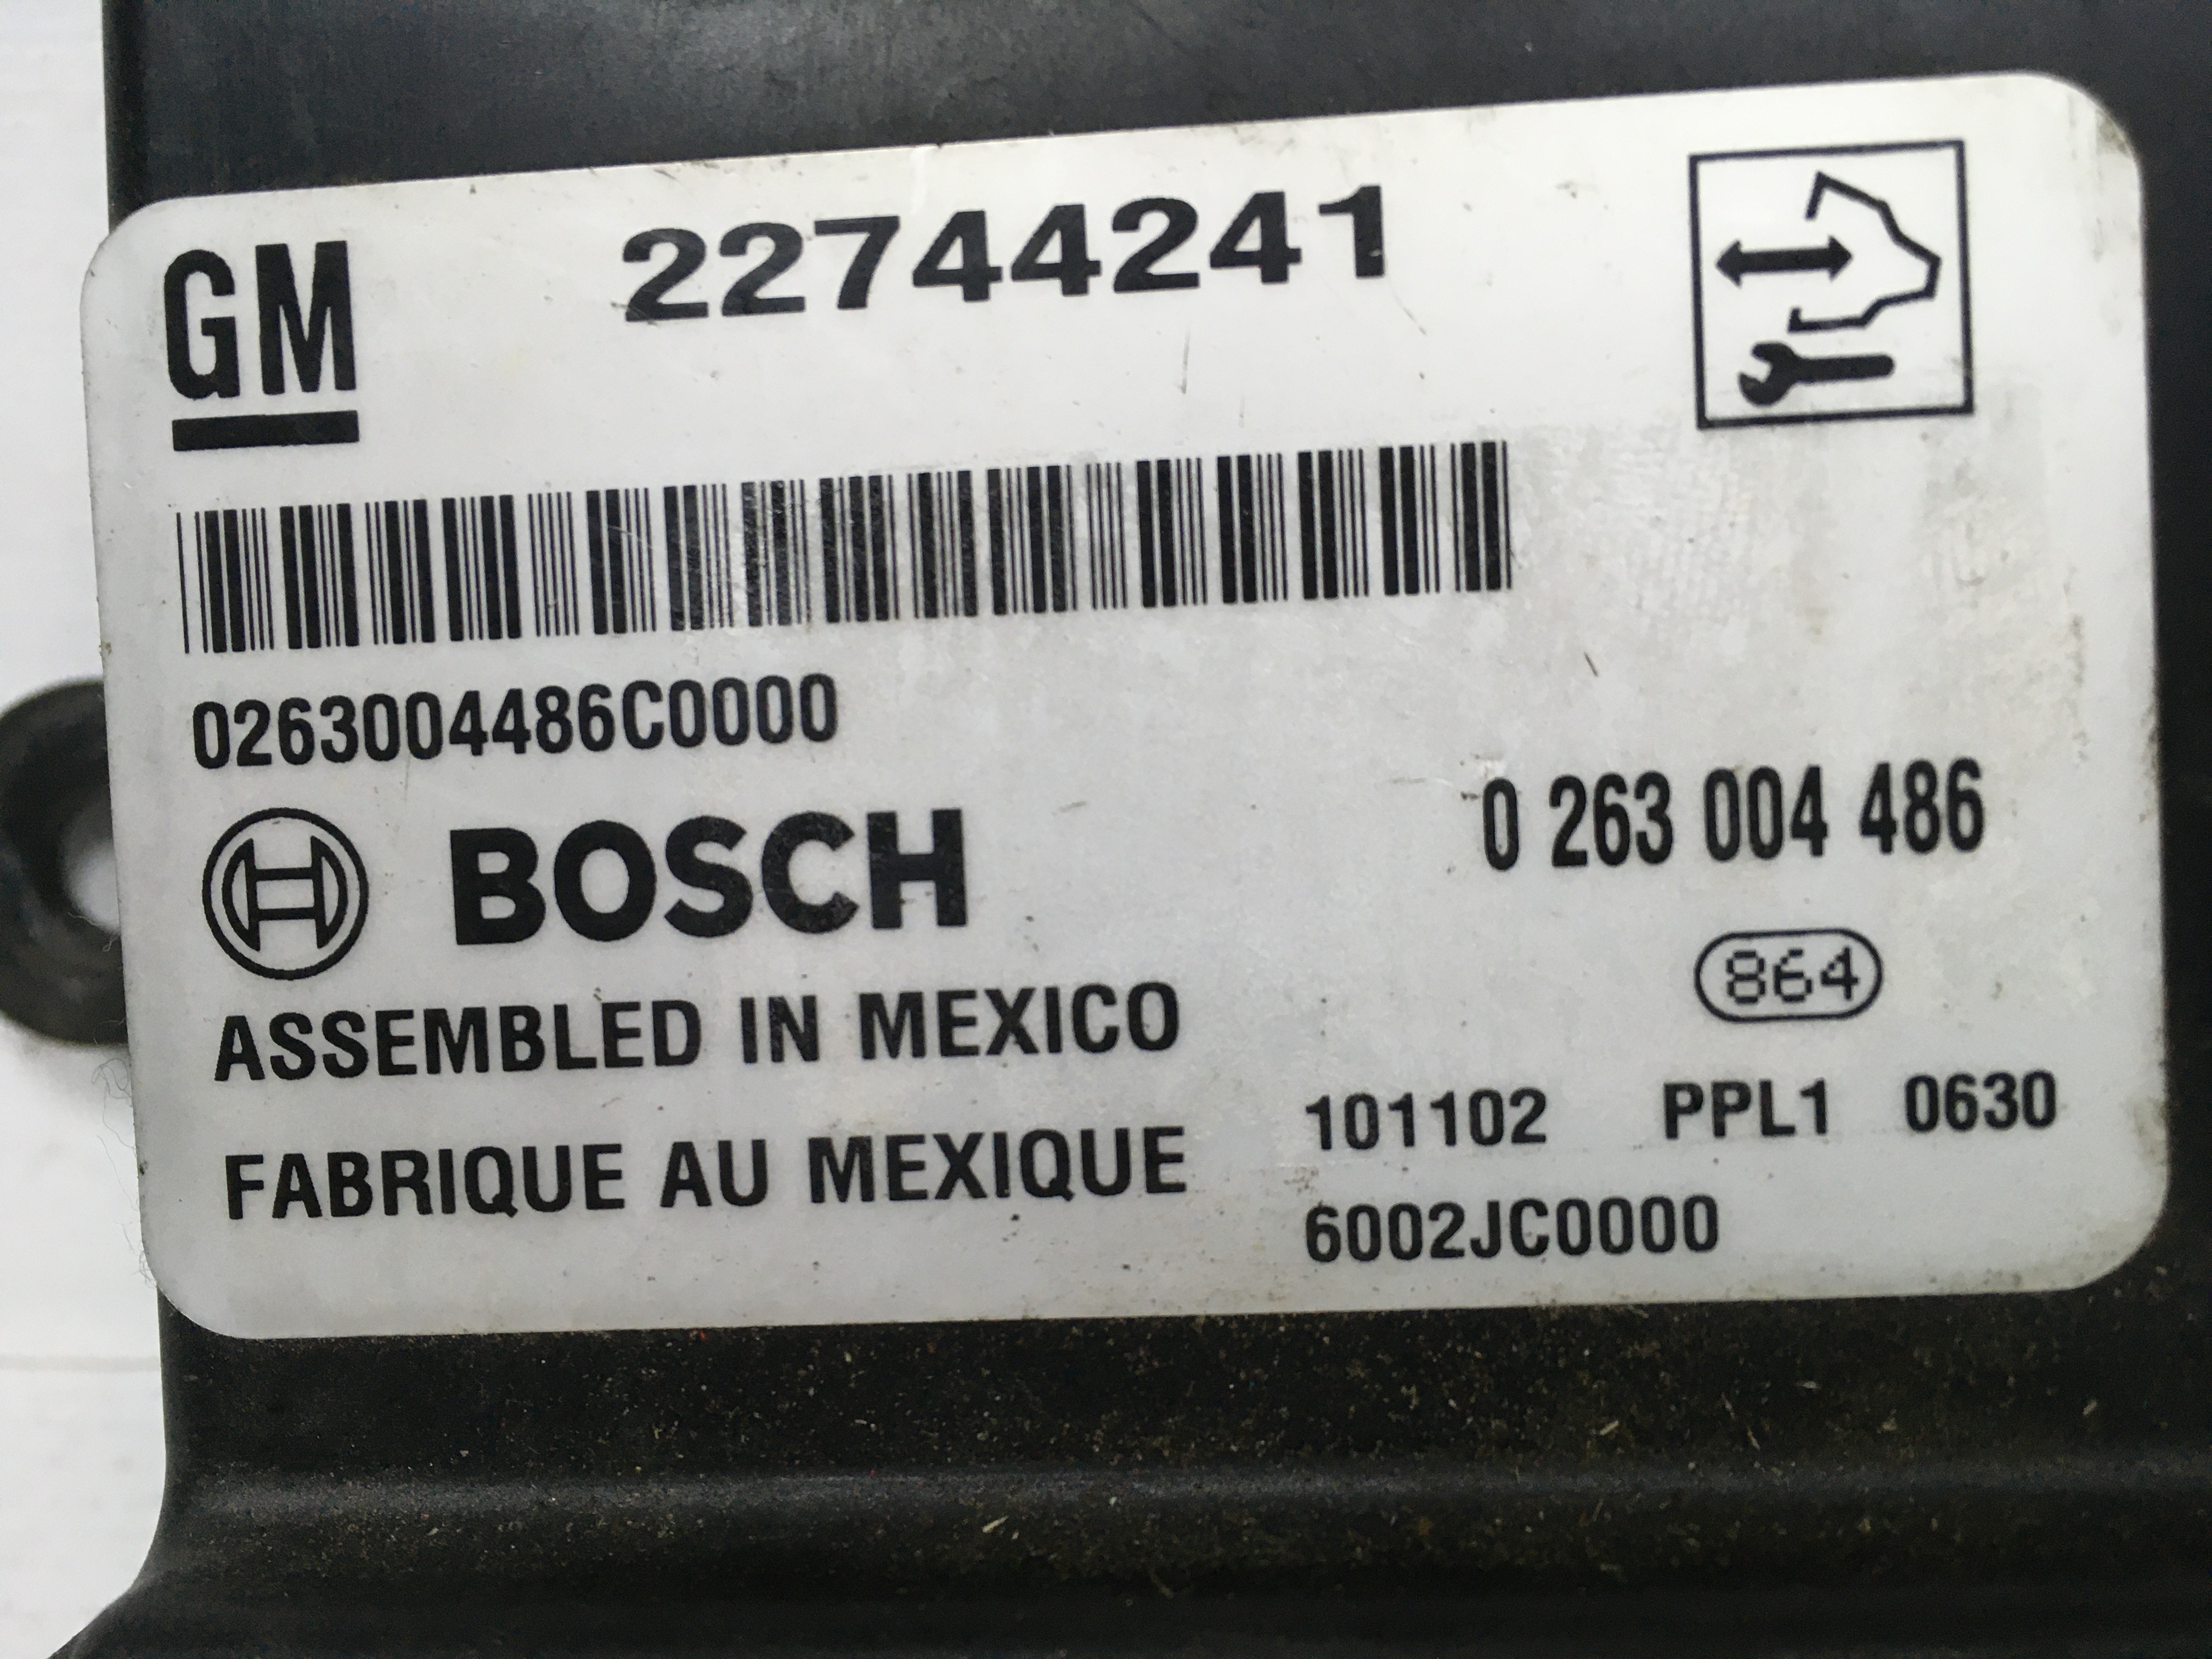 GM 22744241
0263004486C0000
0 263 004 486
BOSCH
864
ASSEMBLED IN MEXICO
101102 PPL1 0630
FABRIQUE AU MEXIQUE
6002JC0000